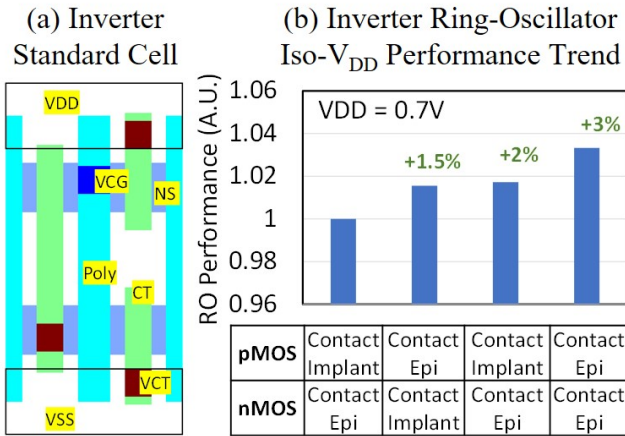 (a) Inverter
Standard Cell
VDD
VCG
NS
Poly
CT
VCT
VSS
(b) Inverter Ring-Oscillator
Iso-VDD Performance Trend
RO Performance (A.U.)
1.06
1.04
1.02
1
0.98
0.96
VDD = 0.7V
+1.5%
+2%
+3%
pMOS Contact Implant Contact Epi Contact Implant Contact Epi
nMOS Contact Epi Contact Implant Contact Epi Contact Epi